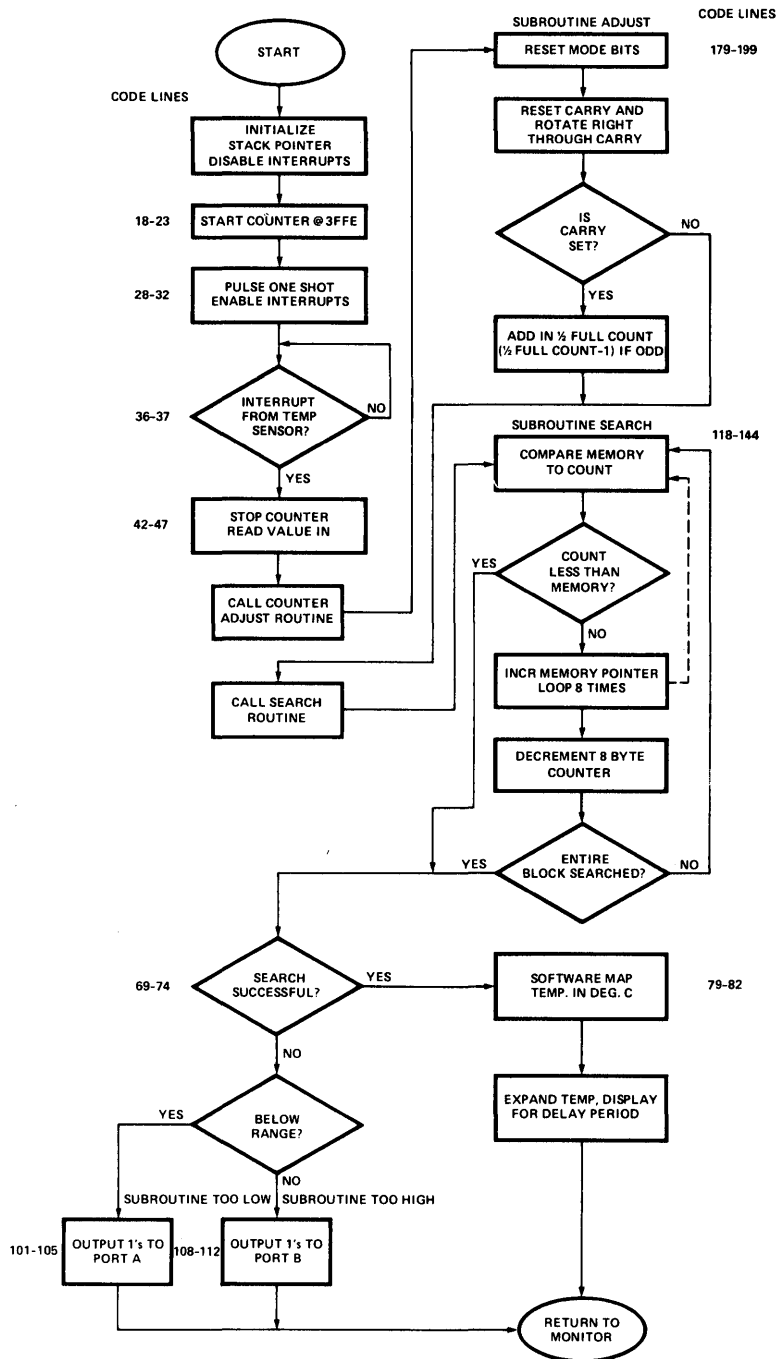 START
CODE LINES
INITIALIZE
STACK POINTER
DISABLE INTERRUPTS
18-23
START COUNTER @ 3FFE
28-32
PULSE ONE SHOT
ENABLE INTERRUPTS
36-37
INTERRUPT
FROM TEMP
SENSOR?
NO
YES
42-47
STOP COUNTER
READ VALUE IN
CALL COUNTER
ADJUST ROUTINE
CALL SEARCH
ROUTINE
SUBROUTINE ADJUST
CODE LINES
RESET MODE BITS
179-199
RESET CARRY AND
ROTATE RIGHT
THROUGH CARRY
IS
CARRY
SET?
NO
YES
ADD IN ½ FULL COUNT
(½ FULL COUNT-1) IF ODD
SUBROUTINE SEARCH
118-144
COMPARE MEMORY
TO COUNT
YES
COUNT
LESS THAN
MEMORY?
NO
INCR MEMORY POINTER
LOOP 8 TIMES
DECREMENT 8 BYTE
COUNTER
YES
ENTIRE
BLOCK SEARCHED?
NO
69-74
SEARCH
SUCCESSFUL?
YES
SOFTWARE MAP
TEMP. IN DEG. C
79-82
NO
EXPAND TEMP, DISPLAY
FOR DELAY PERIOD
YES
BELOW
RANGE?
NO
SUBROUTINE TOO LOW
SUBROUTINE TOO HIGH
101-105
OUTPUT 1's TO
PORT A
108-112
OUTPUT 1's TO
PORT B
RETURN TO
MONITOR